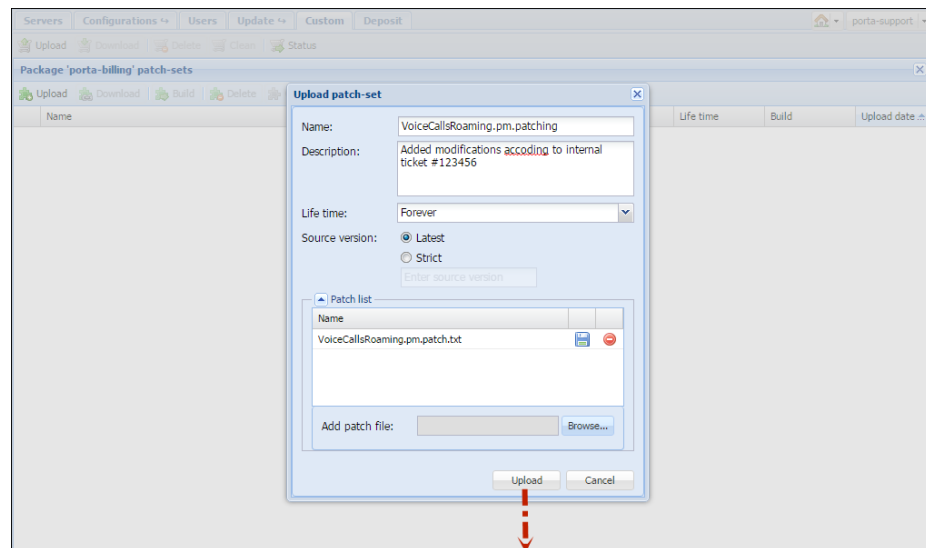 Servers Configurations Users Update Custom Deposit porta-support
Upload Download Delete Clean Status
Package 'porta-billing' patch-sets
Upload Download Build Delete
Name Life time Build Upload date
Upload patch-set
Name: VoiceCallsRoaming.pm.patching
Description: Added modifications accoding to internal
ticket #123456
Life time: Forever
Source version: Latest
Strict
Enter source version
Patch list
Name
VoiceCallsRoaming.pm.patch.txt
Add patch file: Browse...
Upload Cancel